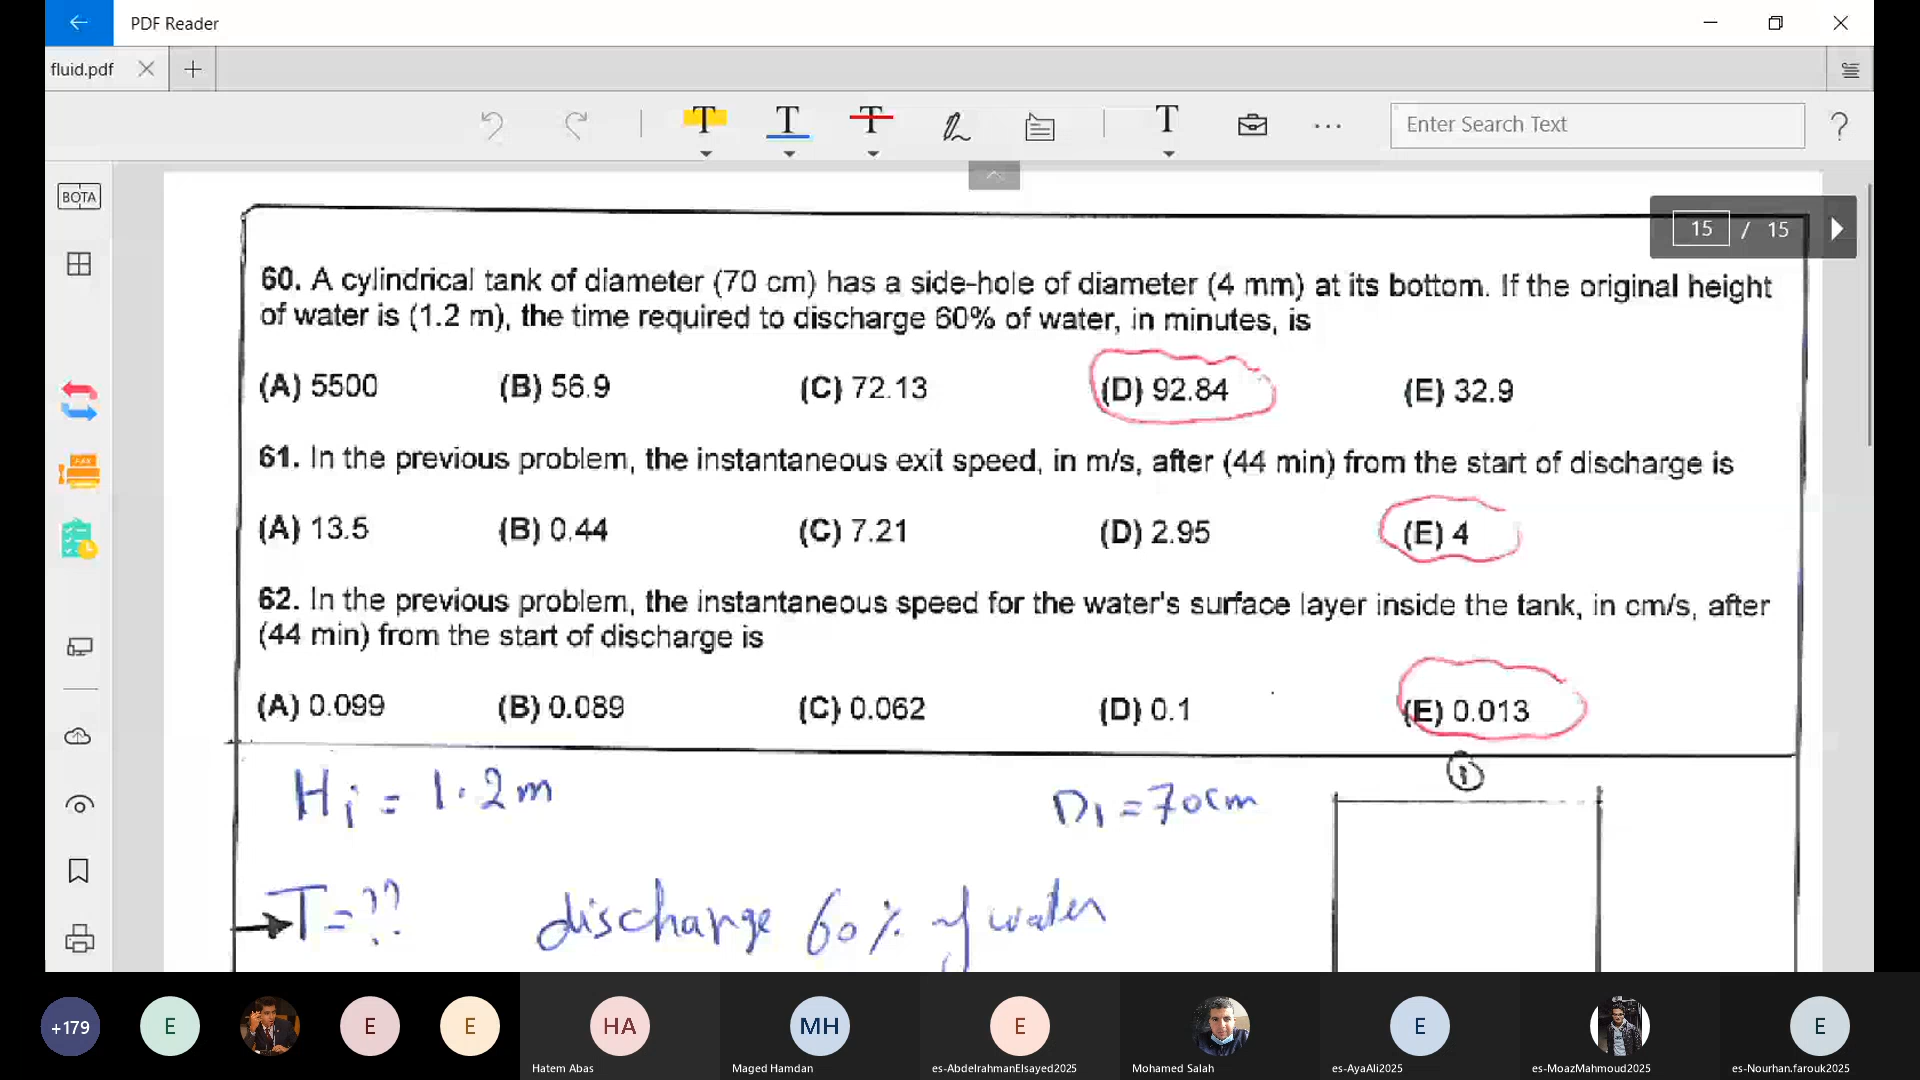 PDF Reader
fluid.pdf
Enter Search Text
?
BOTA
15 / 15
60. A cylindrical tank of diameter (70 cm) has a side-hole of diameter (4 mm) at its bottom. If the original height
of water is (1.2 m), the time required to discharge 60% of water, in minutes, is
(A) 5500 (B) 56.9 (C) 72.13 (D) 92.84 (E) 32.9
61. In the previous problem, the instantaneous exit speed, in m/s, after (44 min) from the start of discharge is
(A) 13.5 (B) 0.44 (C) 7.21 (D) 2.95 (E) 4
62. In the previous problem, the instantaneous speed for the water's surface layer inside the tank, in cm/s, after
(44 min) from the start of discharge is
(A) 0.099 (B) 0.089 (C) 0.062 (D) 0.1 (E) 0.013
①
Hi = 1.2m D1 = 70cm
T = ?? discharge 60% of water
+179 E E E HA MH E E E
Hatem Abas Maged Hamdan es-AbdelrahmanElsayed2025 Mohamed Salah es-AyaAli2025 es-MoazMahmoud2025 es-Nourhan.farouk2025